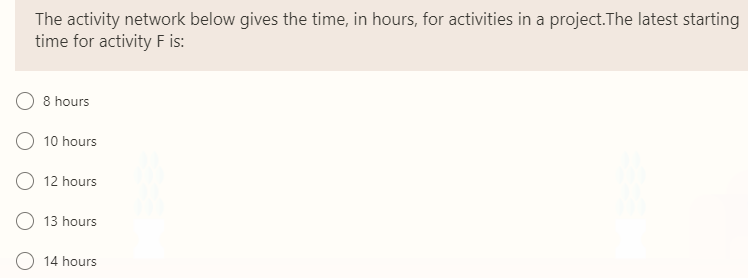 The activity network below gives the time, in hours, for activities in a project.The latest starting
time for activity F is:
8 hours
10 hours
12 hours
13 hours
14 hours